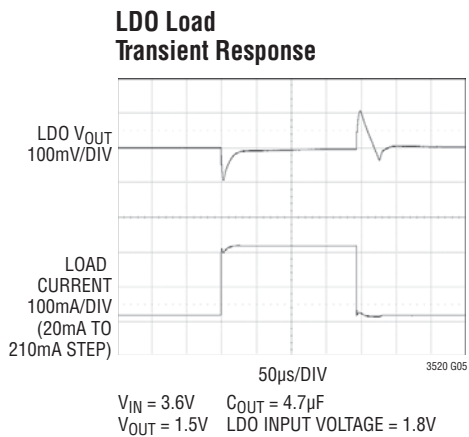 LDO Load
Transient Response
LDO VOUT
100mV/DIV
LOAD
CURRENT
100mA/DIV
(20mA TO
210mA STEP)
50µs/DIV
3520 G05
VIN = 3.6V COUT = 4.7µF
VOUT = 1.5V LDO INPUT VOLTAGE = 1.8V